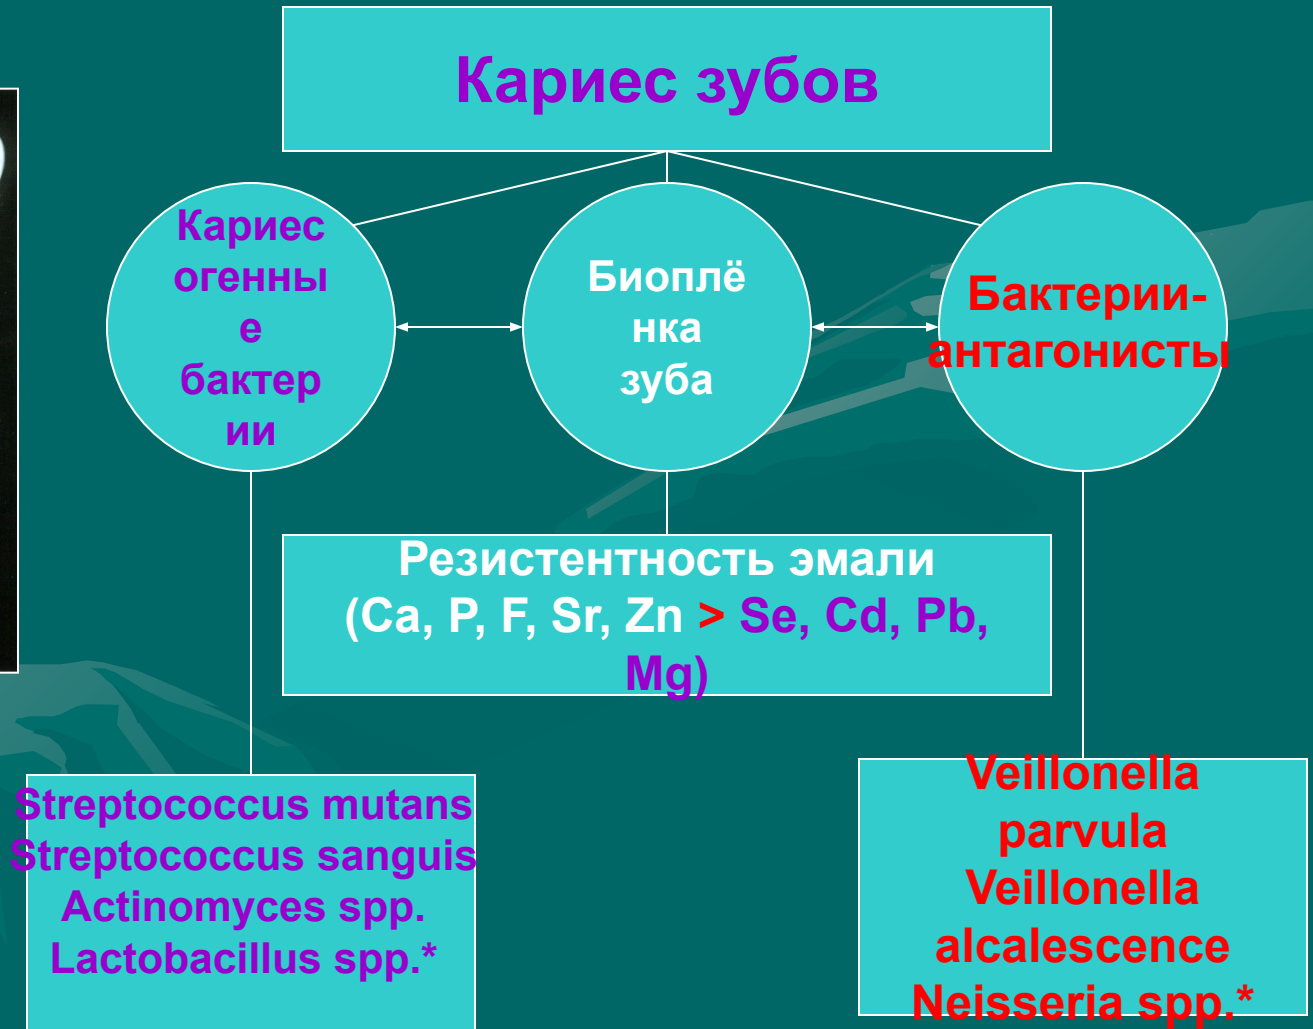 Кариес зубов
Кариес
огенны
е
бактер
ии
Биоплё
нка
зуба
Бактерии-
антагонисты
Резистентность эмали
(Ca, P, F, Sr, Zn > Se, Cd, Pb,
Mg)
Streptococcus mutans
Streptococcus sanguis
Actinomyces spp.
Lactobacillus spp.*
Veillonella
parvula
Veillonella
alcalescence
Neisseria spp.*